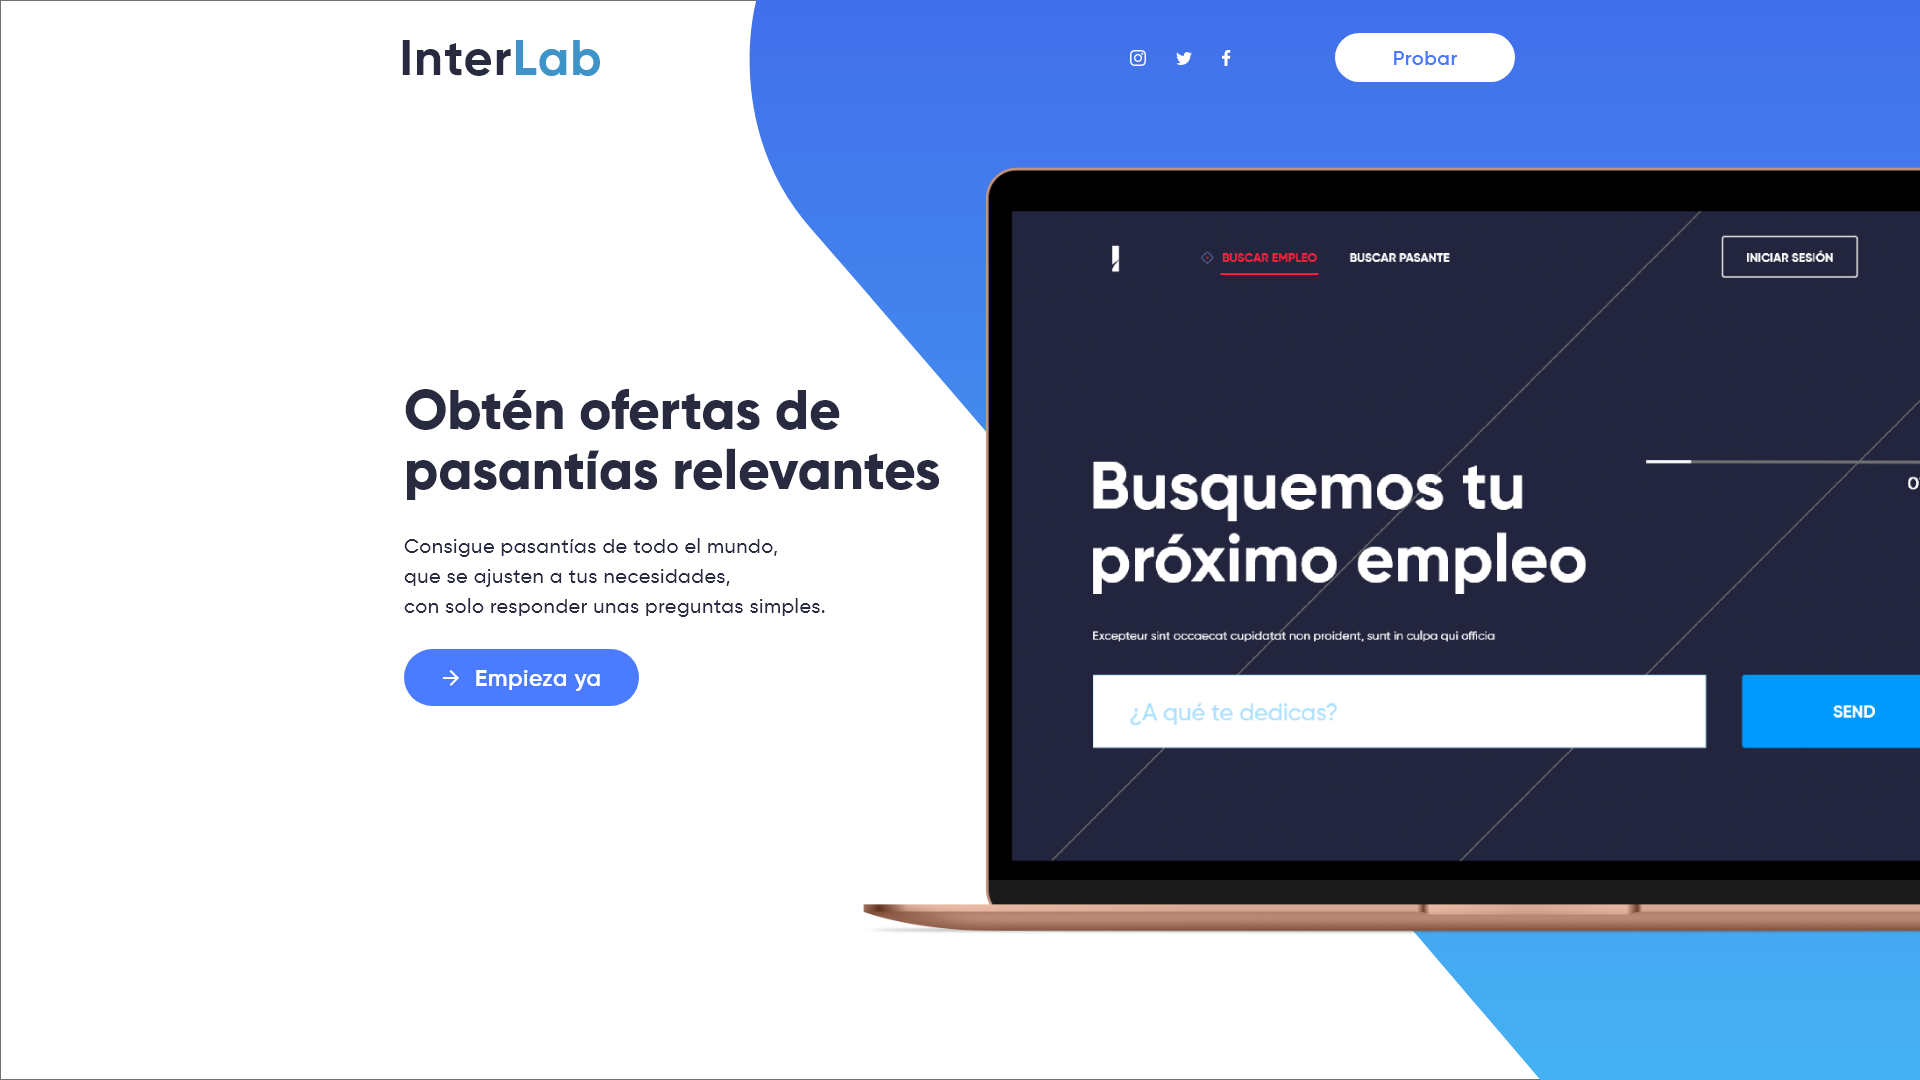 InterLab
Probar
BUSCAR EMPLEO
BUSCAR PASANTE
INICIAR SESIÓN
Obtén ofertas de
pasantías relevantes
Consigue pasantías de todo el mundo,
que se ajusten a tus necesidades,
con solo responder unas preguntas simples.
Empieza ya
Busquemos tu
próximo empleo
Excepteur sint occaecat cupidatat non proident, sunt in culpa qui officia
¿A qué te dedicas?
SEND